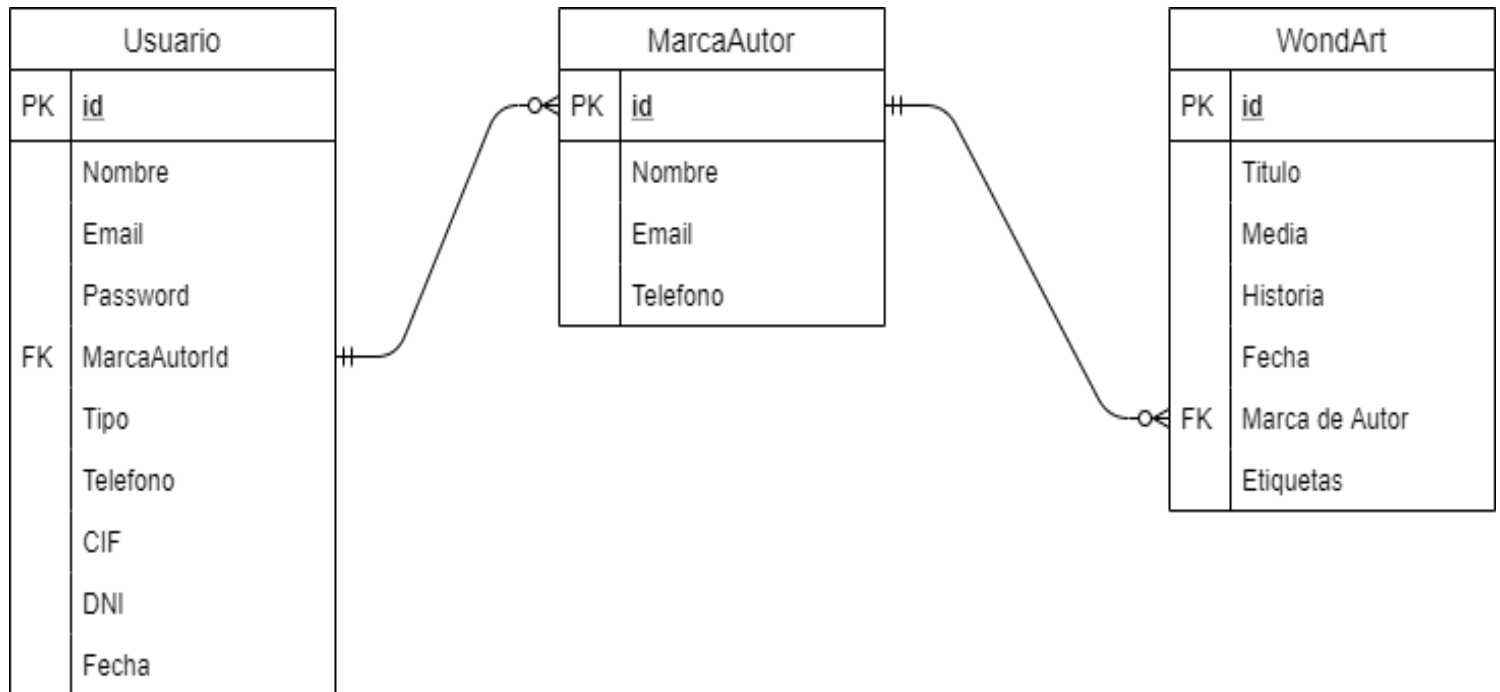 Usuario
PK id
Nombre
Email
Password
FK MarcaAutorId
Tipo
Telefono
CIF
DNI
Fecha
MarcaAutor
PK id
Nombre
Email
Telefono
WondArt
PK id
Titulo
Media
Historia
Fecha
FK Marca de Autor
Etiquetas